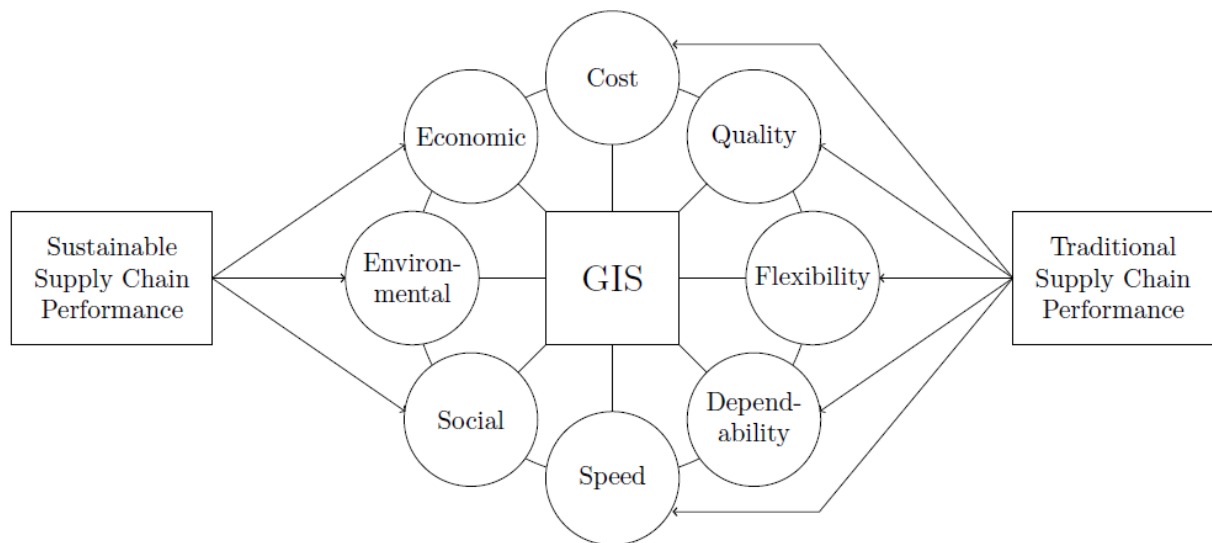 Cost
Economic
Quality
Sustainable
Supply Chain
Performance
Environ-
mental
GIS
Flexibility
Traditional
Supply Chain
Performance
Social
Depend-
ability
Speed